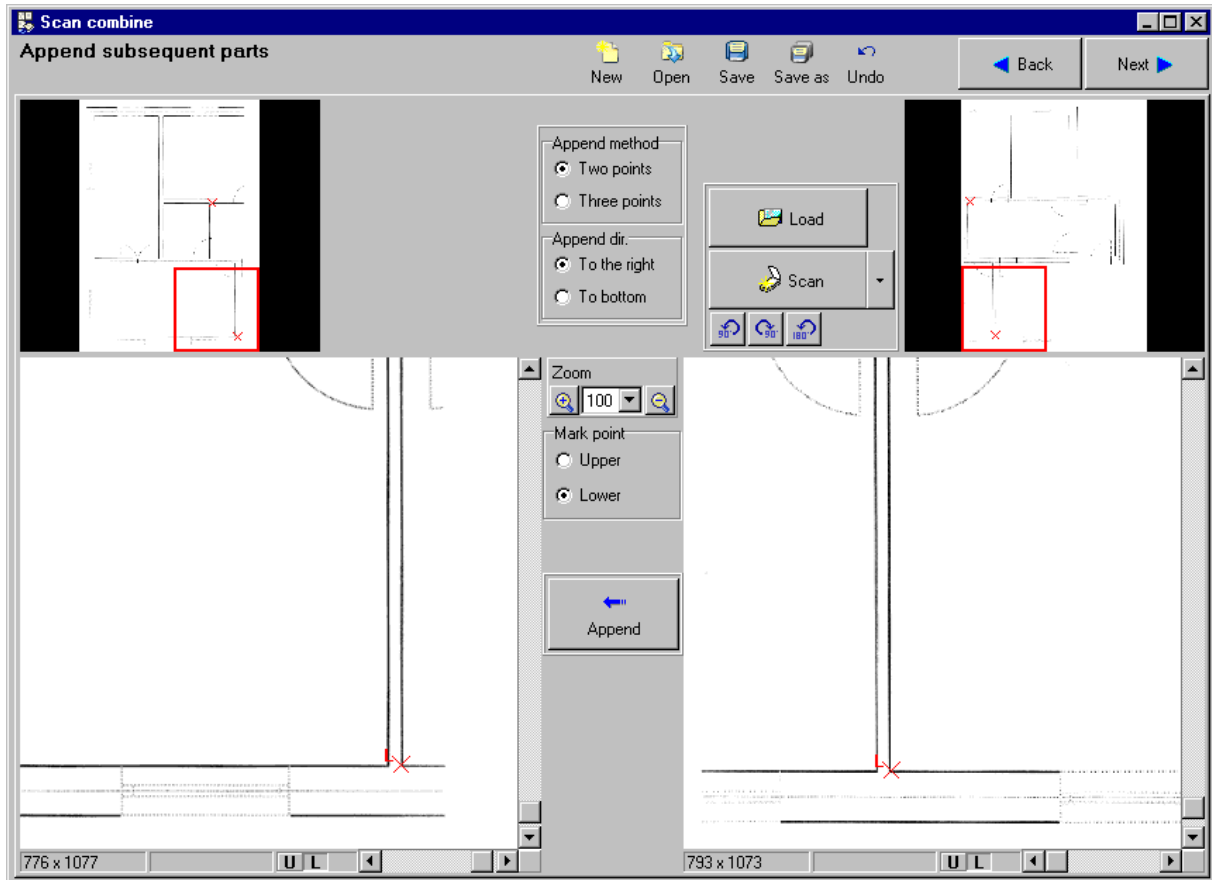 Scan combine
Append subsequent parts
New Open Save Save as Undo
Back Next
Append method
Two points
Three points
Append dir.
To the right
To bottom
Load
Scan
90° 90° 180°
Zoom
100
Mark point
Upper
Lower
Append
L
L
776 x 1077 U L
793 x 1073 U L